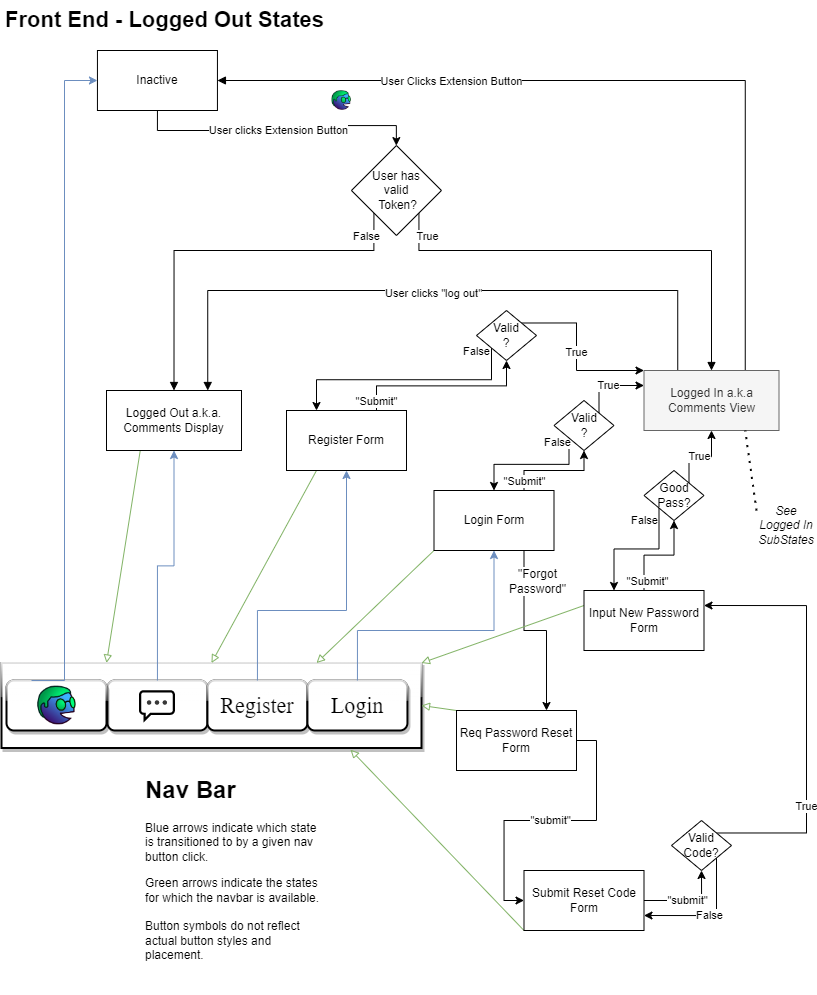 Front End - Logged Out States
Inactive
User Clicks Extension Button
User clicks Extension Button
User has
valid
Token?
False
True
User clicks "log out"
Valid
?
False
True
"Submit"
Logged In a.k.a
Comments View
True
Logged Out a.k.a.
Comments Display
Register Form
Valid
?
False
"Submit"
True
Good
Pass?
Login Form
False
See
Logged In
SubStates
"Forgot
Password"
"Submit"
Input New Password
Form
Register
Login
Req Password Reset
Form
Nav Bar
True
Blue arrows indicate which state
is transitioned to by a given nav
button click.
"submit"
Valid
Code?
Green arrows indicate the states
for which the navbar is available.
Submit Reset Code
Form
"submit"
False
Button symbols do not reflect
actual button styles and
placement.